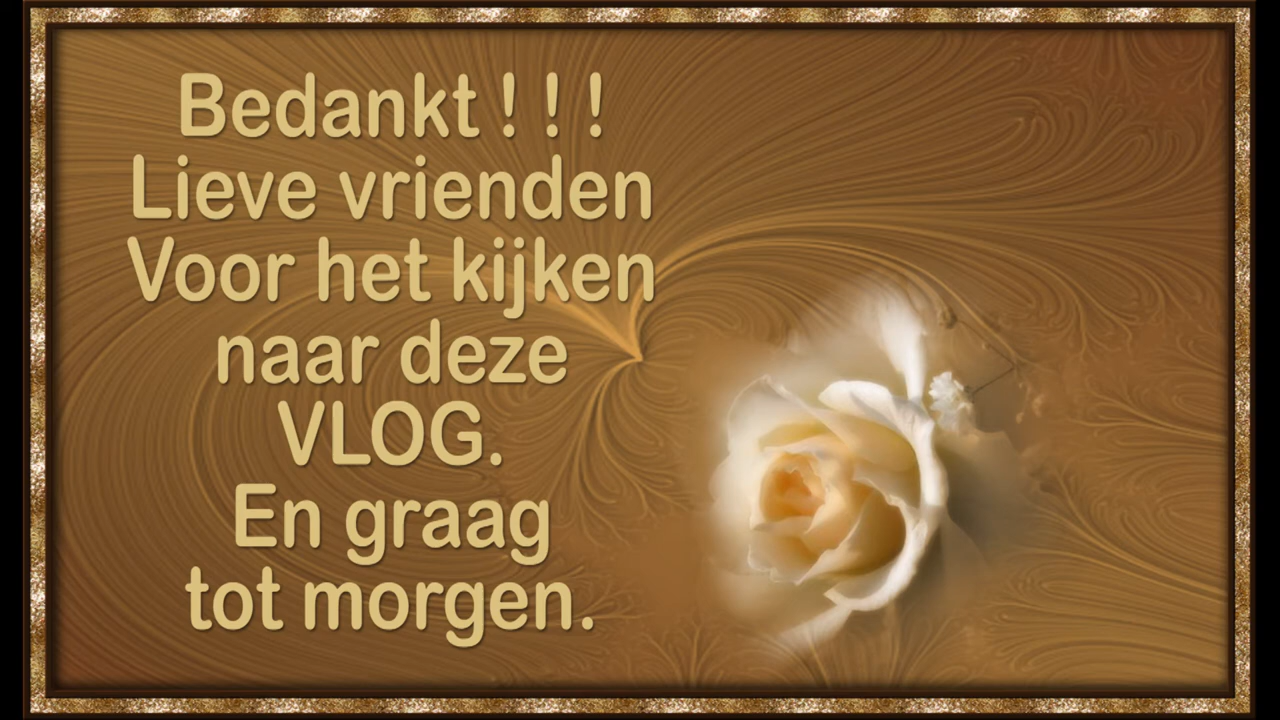 Bedankt ! ! !
Lieve vrienden
Voor het kijken
naar deze
VLOG.
En graag
tot morgen.